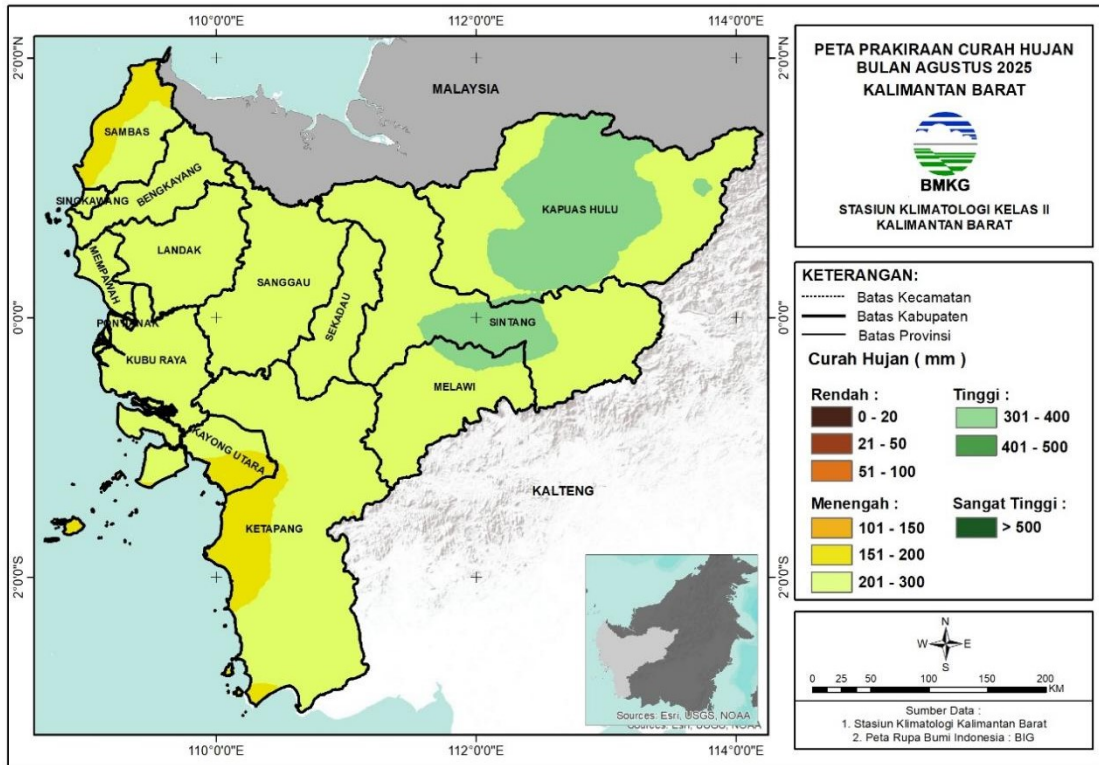 110°0'0"E
112°0'0"E
114°0'0"E
2°0'0"N
0°0'0"
2°0'0"S
MALAYSIA
SAMBAS
SINGKAWANG
BENGKAYANG
LANDAK
MEMPAWAH
PONTIANAK
KUBU RAYA
SANGGAU
SEKADAU
KAPUAS HULU
SINTANG
MELAWI
KAYONG UTARA
KETAPANG
KALTENG
Sources: Esri, USGS, NOAA
Sources: Esri, USGS, NOAA
2°0'0"N
0°0'0"
2°0'0"S
110°0'0"E
112°0'0"E
114°0'0"E
PETA PRAKIRAAN CURAH HUJAN
BULAN AGUSTUS 2025
KALIMANTAN BARAT
BMKG
STASIUN KLIMATOLOGI KELAS II
KALIMANTAN BARAT
KETERANGAN:
Batas Kecamatan
Batas Kabupaten
Batas Provinsi
Curah Hujan ( mm )
Rendah :
0 - 20
21 - 50
51 - 100
Menengah :
101 - 150
151 - 200
201 - 300
Tinggi :
301 - 400
401 - 500
Sangat Tinggi :
> 500
N
W E
S
0 25 50 100 150 200
KM
Sumber Data :
1. Stasiun Klimatologi Kalimantan Barat
2. Peta Rupa Bumi Indonesia : BIG